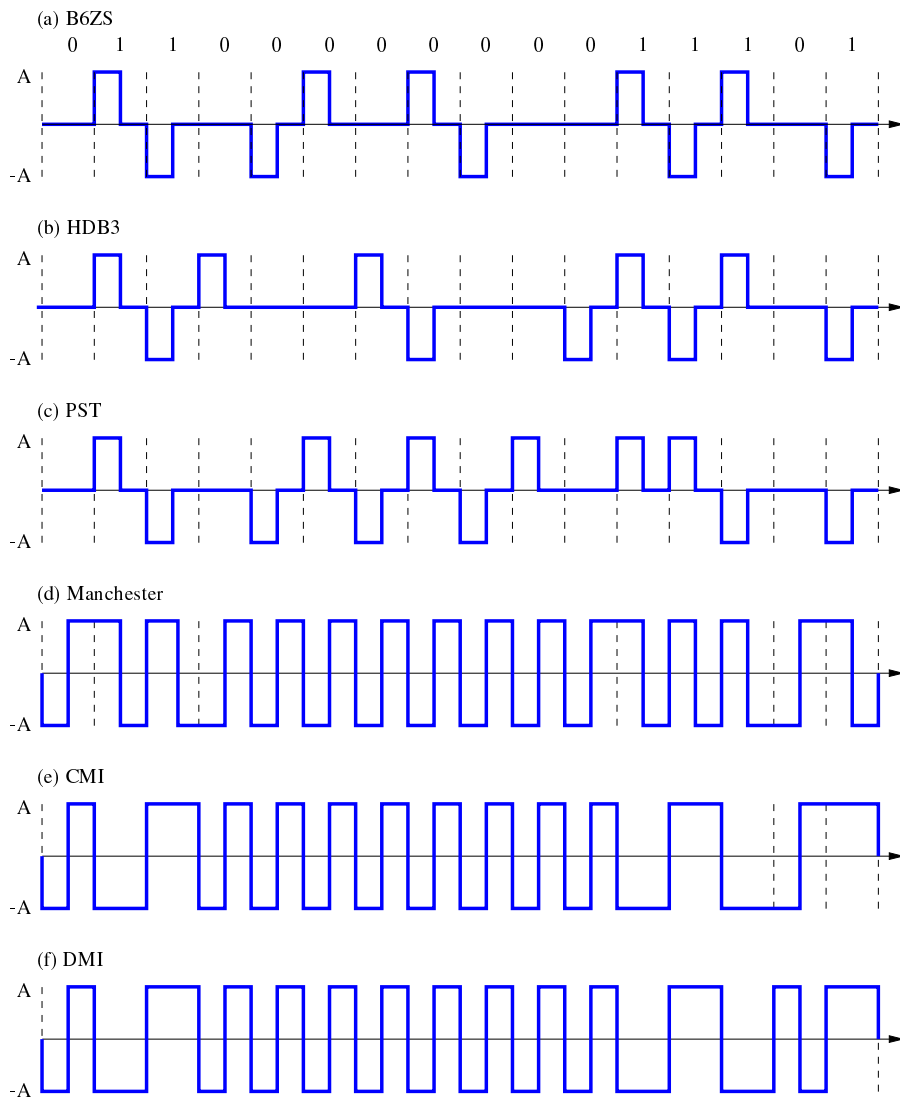 (a) B6ZS
0 1 1 0 0 0 0 0 0 0 0 1 1 1 0 1
A
-A
(b) HDB3
A
-A
(c) PST
A
-A
(d) Manchester
A
-A
(e) CMI
A
-A
(f) DMI
A
-A